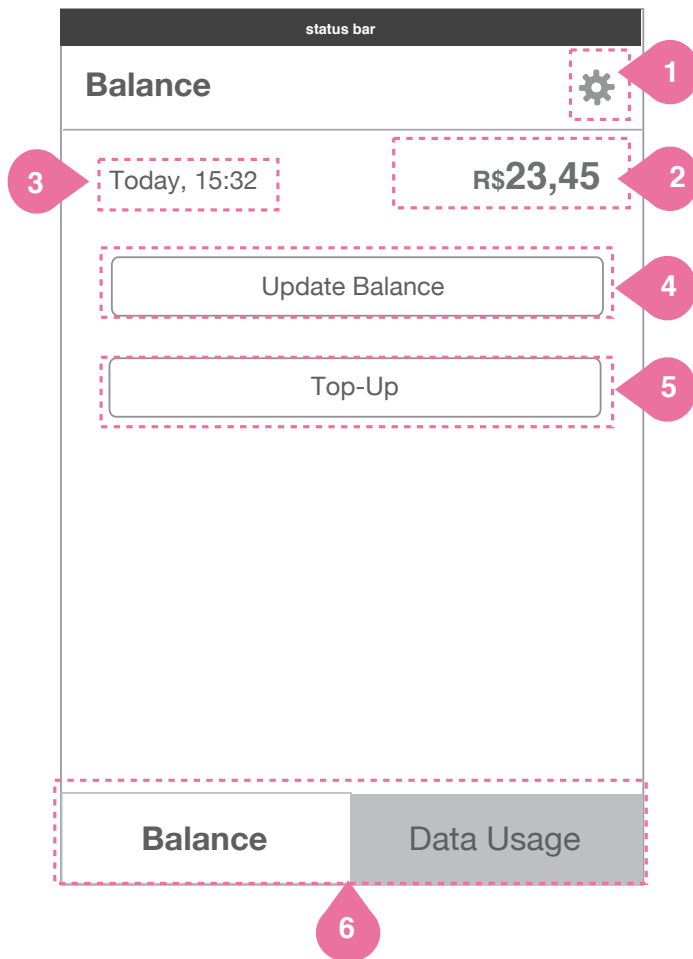 status bar
Balance
1
3
Today, 15:32
R$23,45
2
Update Balance
4
Top-Up
5
Balance
Data Usage
6